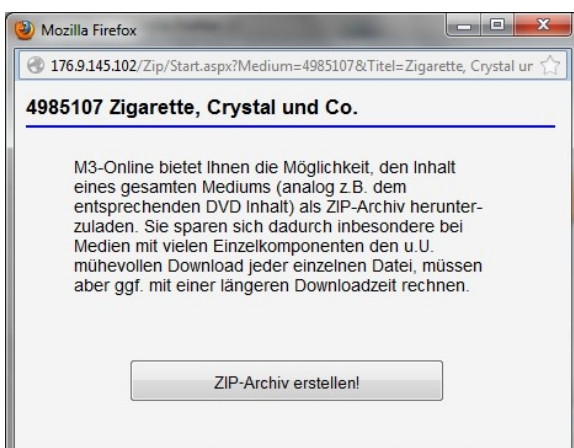 Mozilla Firefox
176.9.145.102/Zip/Start.aspx?Medium=4985107&Titel=Zigarette, Crystal ur
4985107 Zigarette, Crystal und Co.
M3-Online bietet Ihnen die Möglichkeit, den Inhalt
eines gesamten Mediums (analog z.B. dem
entsprechenden DVD Inhalt) als ZIP-Archiv herunter-
zuladen. Sie sparen sich dadurch inbesondere bei
Medien mit vielen Einzelkomponenten den u.U.
mühevollen Download jeder einzelnen Datei, müssen
aber ggf. mit einer längeren Downloadzeit rechnen.
ZIP-Archiv erstellen!